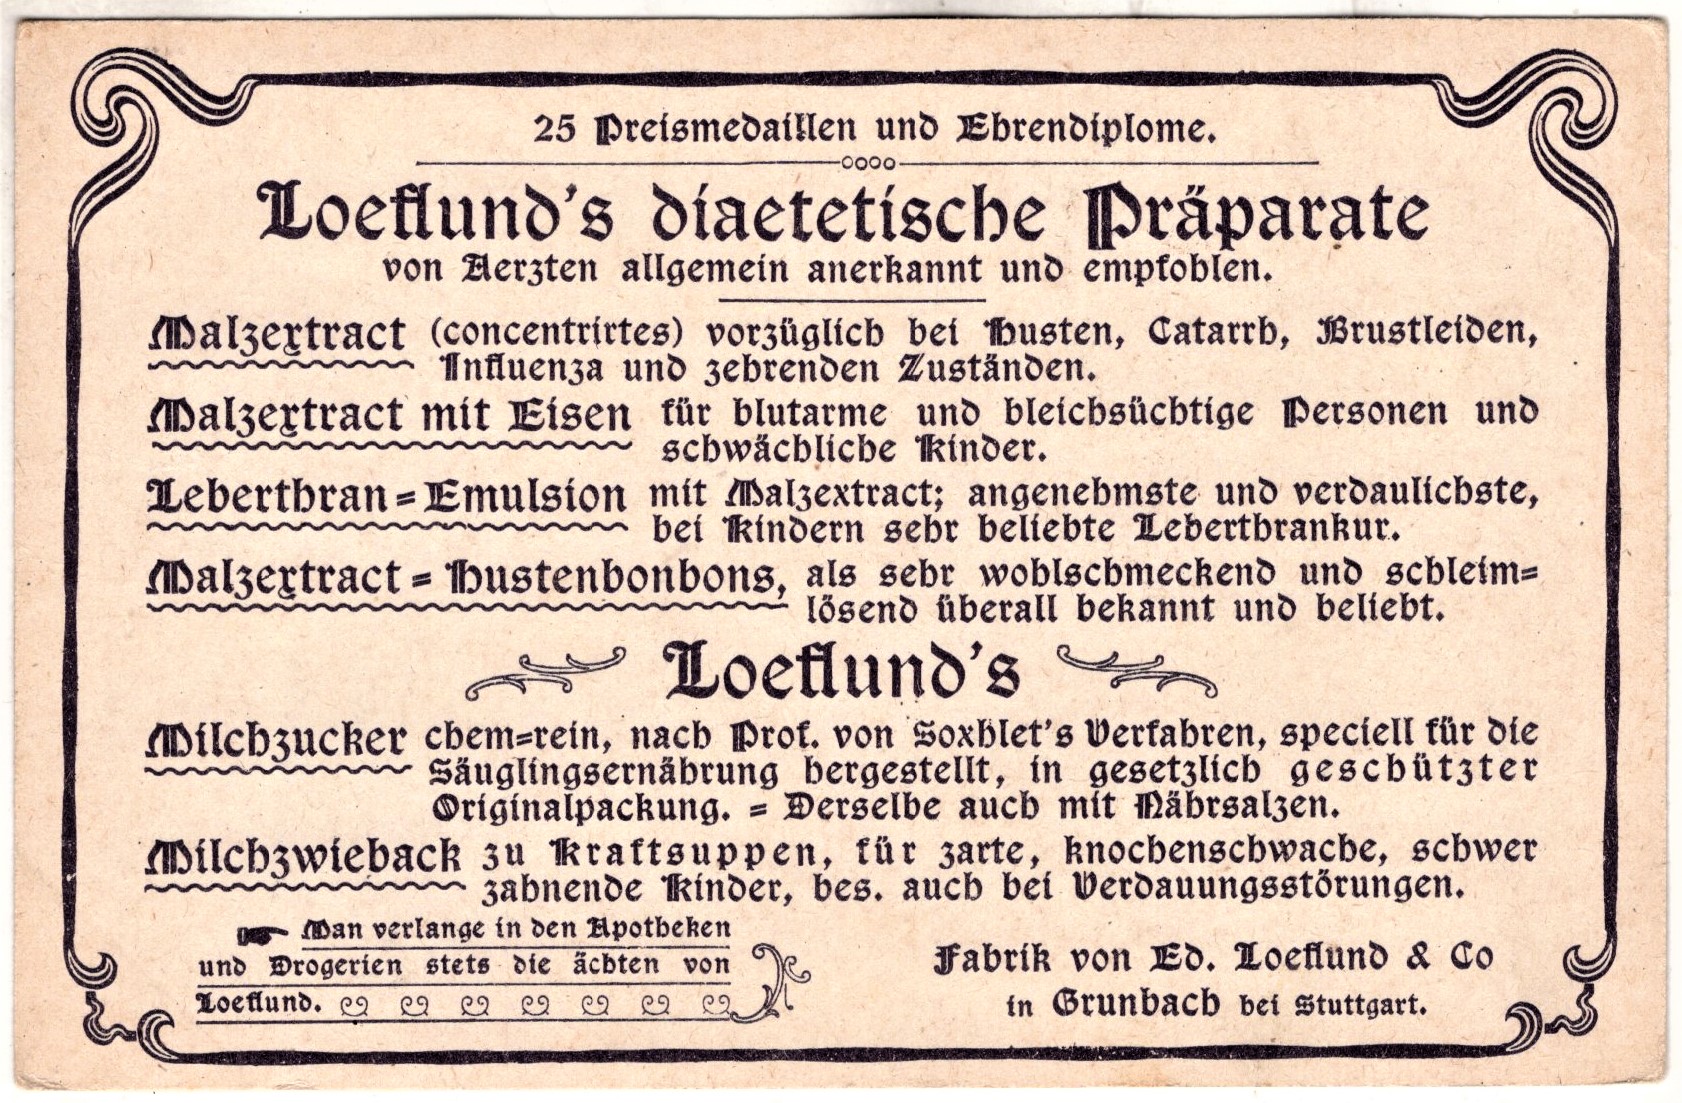 25 Preismedaillen und Ehrendiplome.
Loeflund's diaetetische Präparate
von Aerzten allgemein anerkannt und empfohlen.
Malzextract (concentrirtes) vorzüglich bei Husten, Catarrh, Brustleiden,
Influenza und zehrenden Zuständen.
Malzextract mit Eisen für blutarme und bleichsüchtige Personen und
schwächliche Kinder.
Leberthran=Emulsion mit Malzextract; angenehmste und verdaulichste,
bei Kindern sehr beliebte Leberthrankur.
Malzextract=Hustenbonbons, als sehr wohlschmeckend und schleim=
lösend überall bekannt und beliebt.
Loeflund's
Milchzucker chem=rein, nach Prof. von Soxhlet's Verfahren, speciell für die
Säuglingsernährung hergestellt, in gesetzlich geschützter
Originalpackung. = Derselbe auch mit Nährsalzen.
Milchzwieback zu Kraftsuppen, für zarte, knochenschwache, schwer
zahnende Kinder, bes. auch bei Verdauungsstörungen.
Man verlange in den Apotheken
und Drogerien stets die ächten von
Loeflund.
Fabrik von Ed. Loeflund & Co
in Grunbach bei Stuttgart.